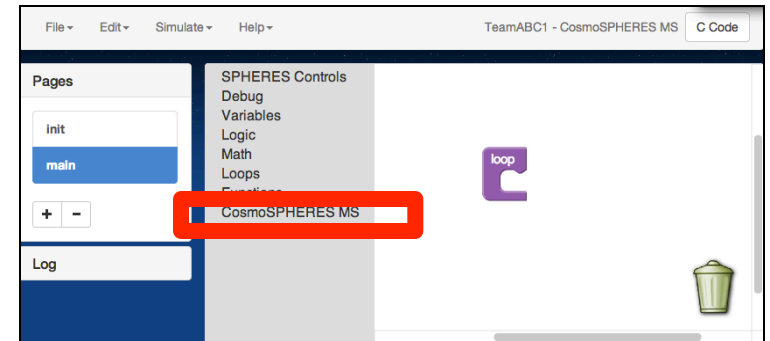 File Edit Simulate Help TeamABC1 - CosmoSPHERES MS C Code
Pages
init
main
+ -
Log
SPHERES Controls
Debug
Variables
Logic
Math
Loops
Functions
CosmoSPHERES MS
loop